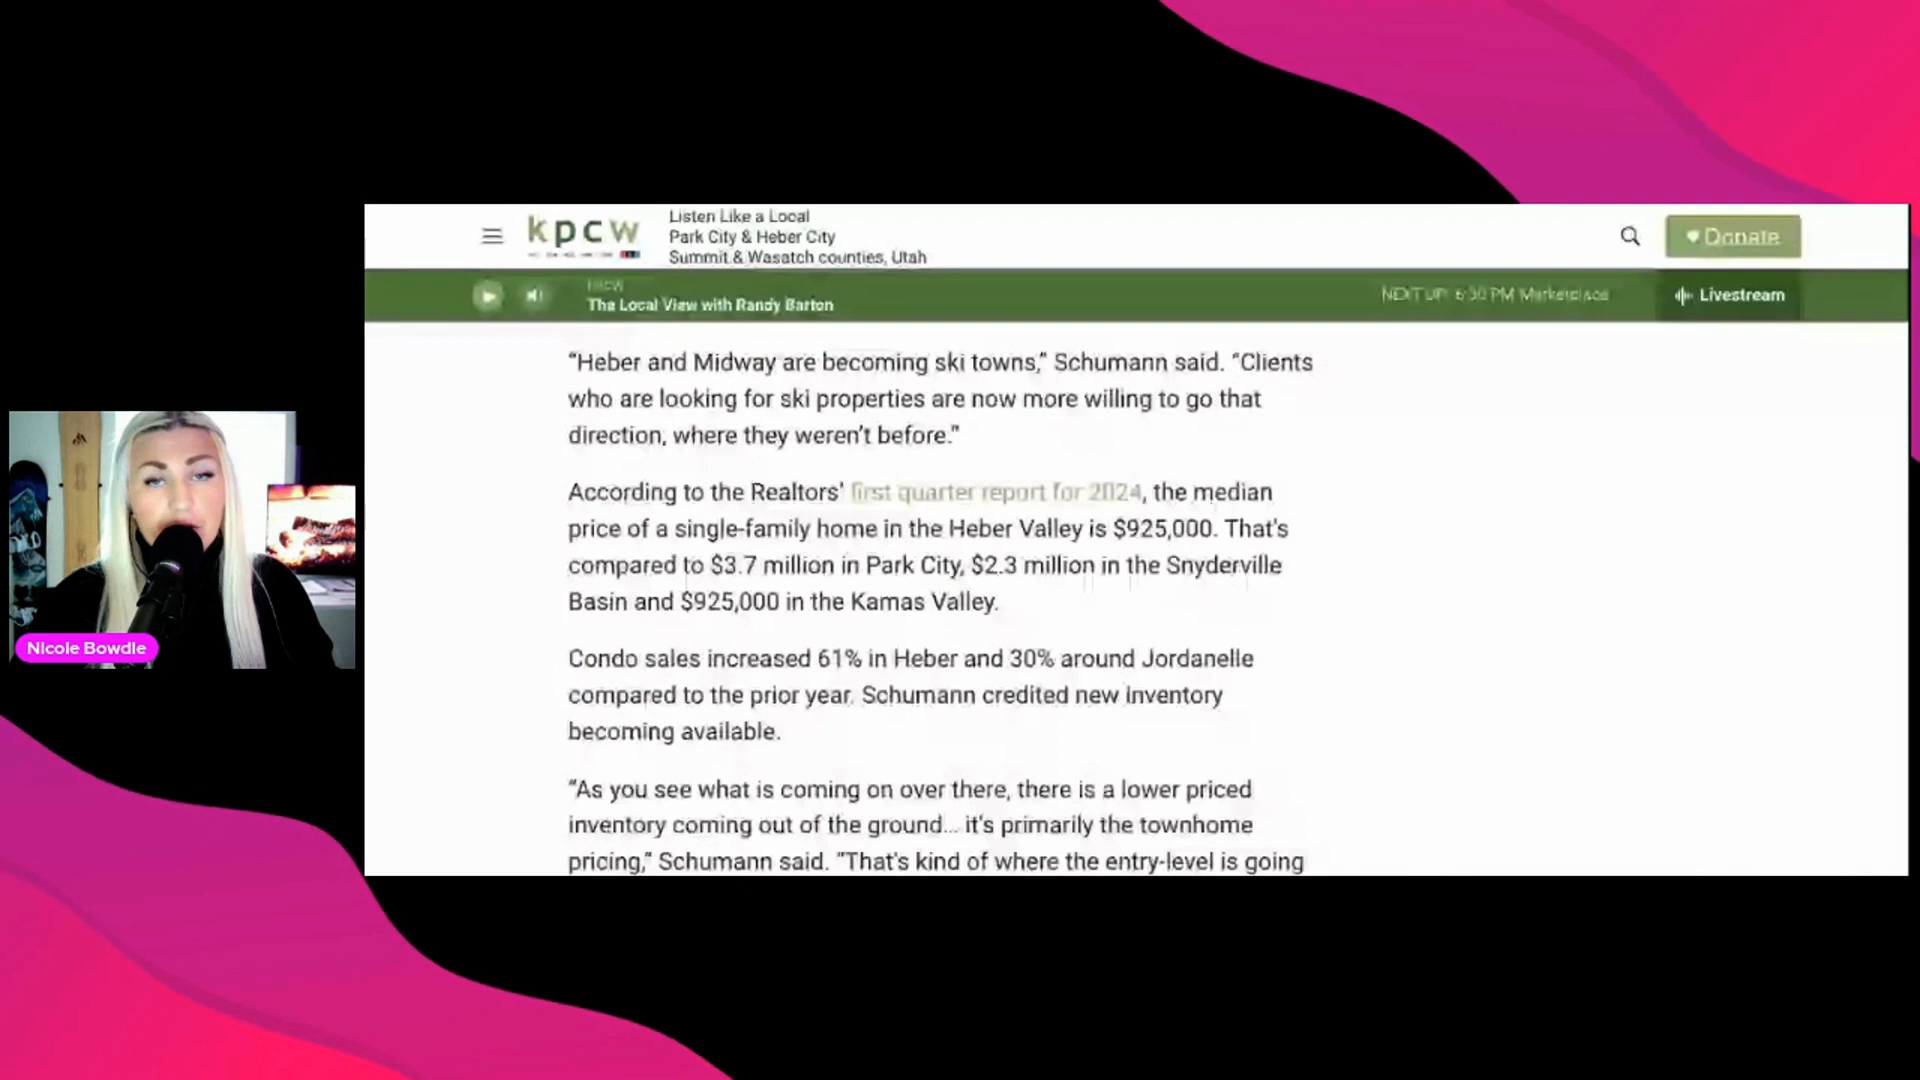 kpcw
Listen Like a Local
Park City & Heber City
Summit & Wasatch counties, Utah
Donate
KPCW
The Local View with Randy Barton
NEXT UP: 6:30 PM Marketplace
Livestream
“Heber and Midway are becoming ski towns,” Schumann said. “Clients
who are looking for ski properties are now more willing to go that
direction, where they weren’t before.”
According to the Realtors’ first quarter report for 2024, the median
price of a single-family home in the Heber Valley is $925,000. That’s
compared to $3.7 million in Park City, $2.3 million in the Snyderville
Basin and $925,000 in the Kamas Valley.
Condo sales increased 61% in Heber and 30% around Jordanelle
compared to the prior year. Schumann credited new inventory
becoming available.
“As you see what is coming on over there, there is a lower priced
inventory coming out of the ground... it’s primarily the townhome
pricing,” Schumann said. “That’s kind of where the entry-level is going
Nicole Bowdle